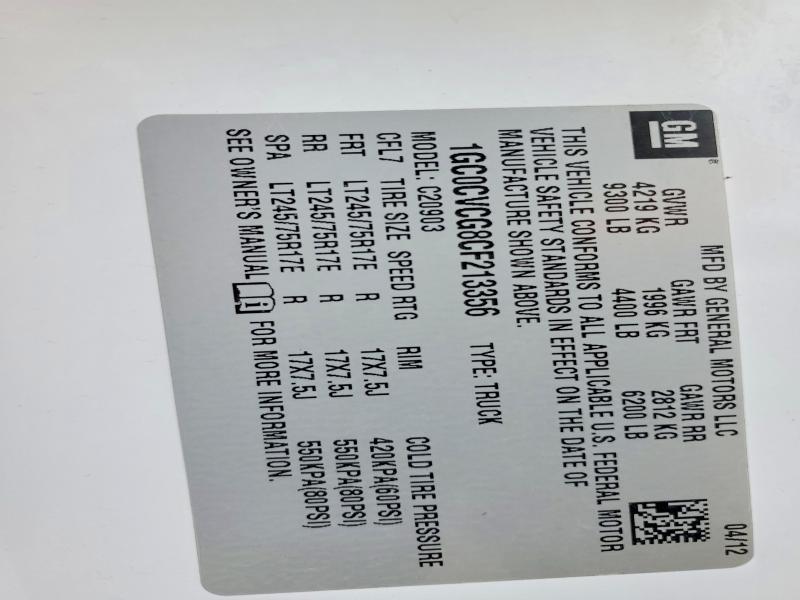 MFD BY GENERAL MOTORS LLC 04/12
GM
GVWR GAWR FRT GAWR RR
4219 KG 1996 KG 2812 KG
9300 LB 4400 LB 6200 LB
THIS VEHICLE CONFORMS TO ALL APPLICABLE U.S. FEDERAL MOTOR
VEHICLE SAFETY STANDARDS IN EFFECT ON THE DATE OF
MANUFACTURE SHOWN ABOVE.
1GC0CVCG8CF213356 TYPE: TRUCK
MODEL: C20903
CFL7 TIRE SIZE SPEED RTG RIM COLD TIRE PRESSURE
FRT LT245/75R17E R 17X7.5J 420KPA(60PSI)
RR LT245/75R17E R 17X7.5J 550KPA(80PSI)
SPA LT245/75R17E R 17X7.5J 550KPA(80PSI)
SEE OWNER'S MANUAL FOR MORE INFORMATION.